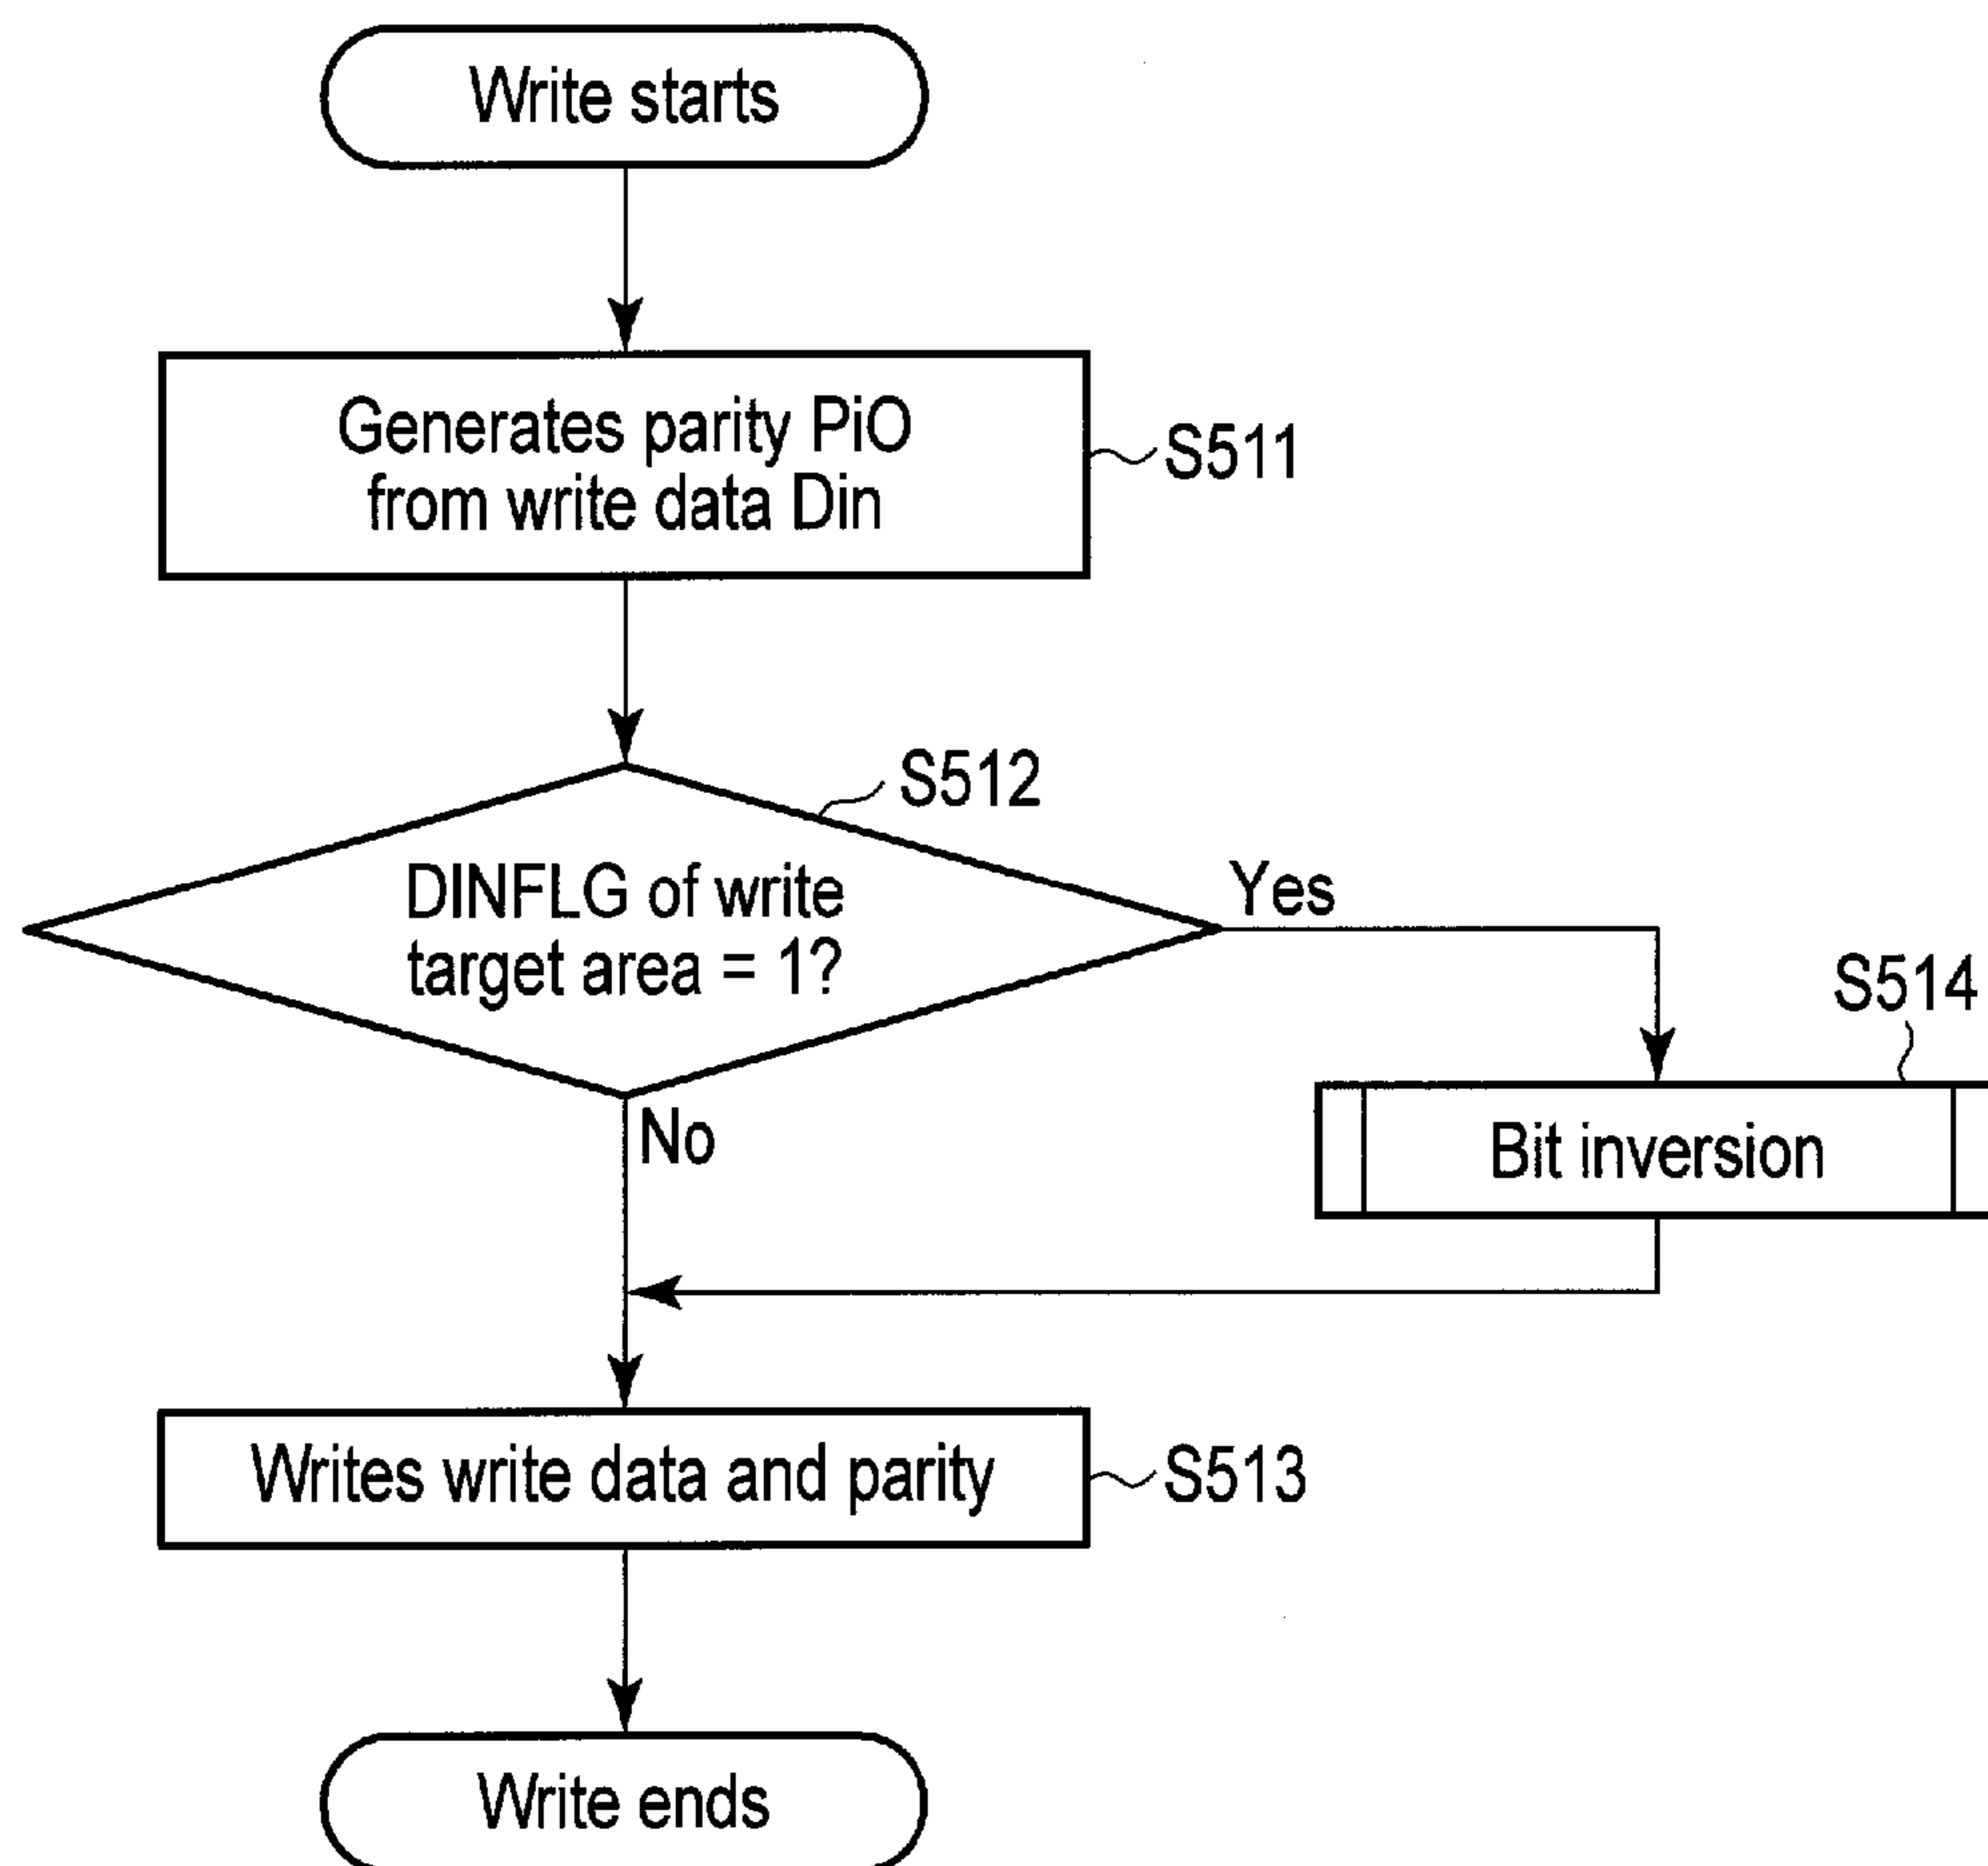 Write starts
Generates parity PiO
from write data Din
S511
S512
DINFLG of write
target area = 1?
Yes
S514
No
Bit inversion
Writes write data and parity
S513
Write ends